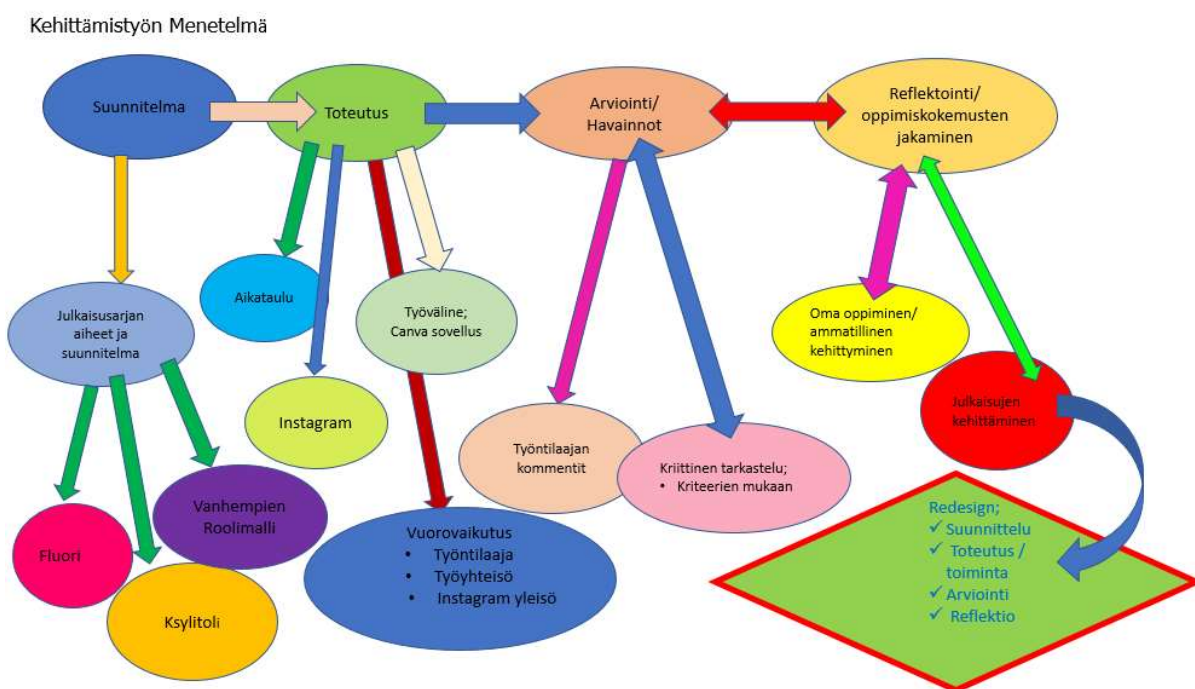 Kehittämistyön Menetelmä
Suunnitelma
Toteutus
Arviointi/
Havainnot
Reflektointi/
oppimiskokemusten
jakaminen
Julkaisusarjan
aiheet ja
suunnitelma
Aikataulu
Työväline;
Canva sovellus
Oma oppiminen/
ammatillinen
kehittyminen
Instagram
Julkaisujen
kehittäminen
Työntilaajan
kommentit
Kriittinen tarkastelu;
• Kriteerien mukaan
Vanhempien
Roolimalli
Fluori
Ksylitoli
Vuorovaikutus
• Työntilaaja
• Työyhteisö
• Instagram yleisö
Redesign;
✓ Suunnittelu
✓ Toteutus /
toiminta
✓ Arviointi
✓ Reflektio